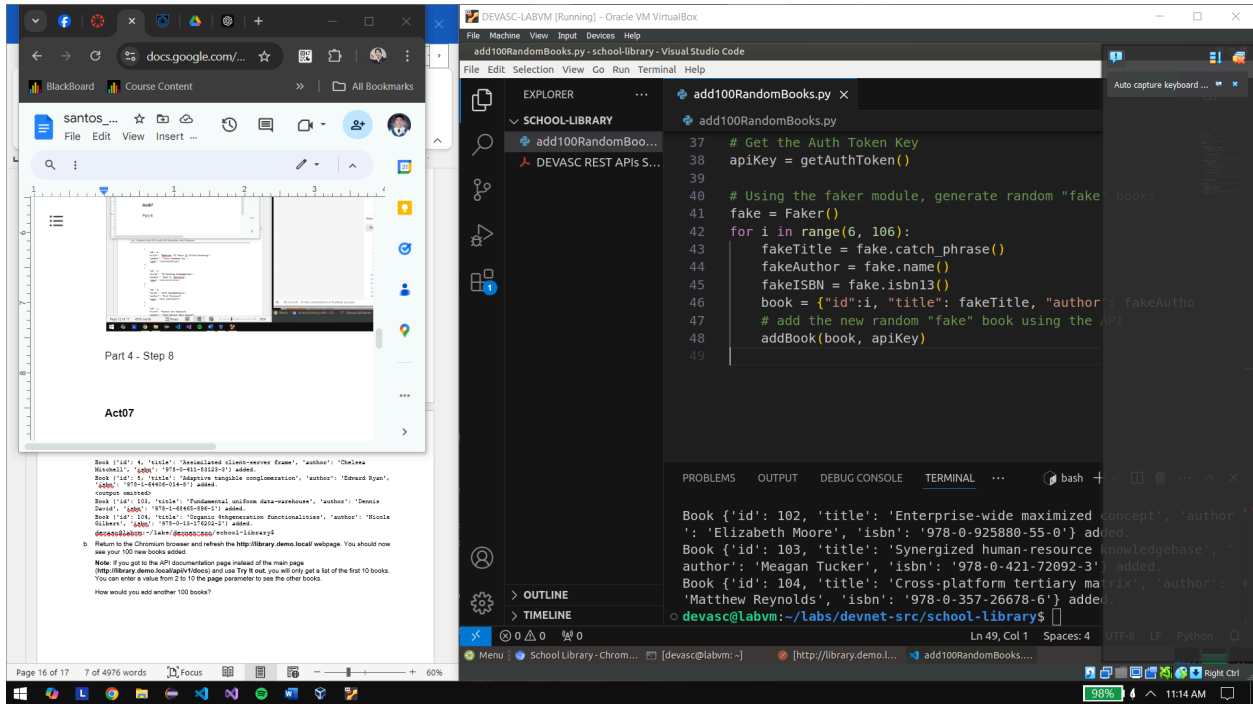 docs.google.com/...
BlackBoard
Course Content
»
All Bookmarks
santos_...
File Edit View Insert ...
Part 4 - Step 8
Act07
Book {'id': 4, 'title': 'Assimilated client-server frame', 'author': 'Chelsea
Mitchell', 'isbn': '978-0-411-83123-3'} added.
Book {'id': 5, 'title': 'Adaptive tangible conglomeration', 'author': 'Edward Ryan',
'isbn': '978-1-64406-014-8'} added.
<output omitted>
Book {'id': 103, 'title': 'Fundamental uniform data-warehouse', 'author': 'Dennis
David', 'isbn': '978-1-68465-896-1'} added.
Book {'id': 104, 'title': 'Organic 4thgeneration functionalities', 'author': 'Nicole
Gilbert', 'isbn': '978-0-13-176202-2'} added.
devasc@labvm:~/labs/devnet-src/school-library$
b. Return to the Chromium browser and refresh the http://library.demo.local/ webpage. You should now
see your 100 new books added.
Note: If you got to the API documentation page instead of the main page
(http://library.demo.local/api/v1/docs) and use Try it out, you will only get a list of the first 10 books.
You can enter a value from 2 to 10 the page parameter to see the other books.
How would you add another 100 books?
Page 16 of 17 7 of 4976 words Focus 60%
DEVASC-LABVM [Running] - Oracle VM VirtualBox
File Machine View Input Devices Help
add100RandomBooks.py - school-library - Visual Studio Code
File Edit Selection View Go Run Terminal Help
Auto capture keyboard ...
EXPLORER ...
SCHOOL-LIBRARY
add100RandomBoo...
DEVASC REST APIs S...
OUTLINE
TIMELINE
add100RandomBooks.py
add100RandomBooks.py
37 # Get the Auth Token Key
38 apiKey = getAuthToken()
39
40 # Using the faker module, generate random "fake" books
41 fake = Faker()
42 for i in range(6, 106):
43 fakeTitle = fake.catch_phrase()
44 fakeAuthor = fake.name()
45 fakeISBN = fake.isbn13()
46 book = {"id":i, "title": fakeTitle, "author": fakeAutho
47 # add the new random "fake" book using the API
48 addBook(book, apiKey)
49
PROBLEMS OUTPUT DEBUG CONSOLE TERMINAL ... bash
Book {'id': 102, 'title': 'Enterprise-wide maximized concept', 'author
': 'Elizabeth Moore', 'isbn': '978-0-925880-55-0'} added.
Book {'id': 103, 'title': 'Synergized human-resource knowledgebase', '
author': 'Meagan Tucker', 'isbn': '978-0-421-72092-3'} added.
Book {'id': 104, 'title': 'Cross-platform tertiary matrix', 'author':
'Matthew Reynolds', 'isbn': '978-0-357-26678-6'} added.
devasc@labvm:~/labs/devnet-src/school-library$
0 0 0 Ln 49, Col 1 Spaces: 4 UTF-8 LF Python
Menu School Library - Chrom... [devasc@labvm: ~] [http://library.demo.l... add100RandomBooks....
Right Ctrl
98% 11:14 AM